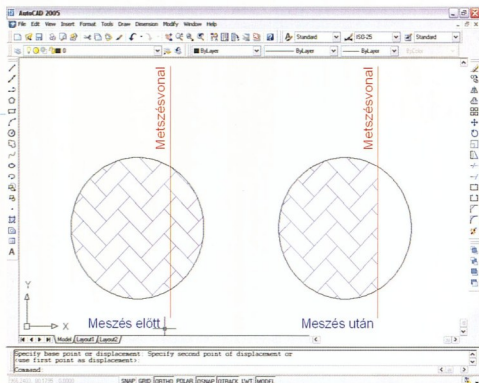 AutoCAD 2005
File Edit View Insert Format Tools Draw Dimension Modify Window Help
Standard ISO-25 Standard
0 ByLayer ByLayer ByLayer ByColor
Metszésvonal
Metszésvonal
Y
X
Meszés előtt
Meszés után
Model Layout1 Layout2
Specify base point or displacement: Specify second point of displacement or
<use first point as displacement>
Command
SNAP GRID ORTHO POLAR OSNAP OTRACK LWT MODEL